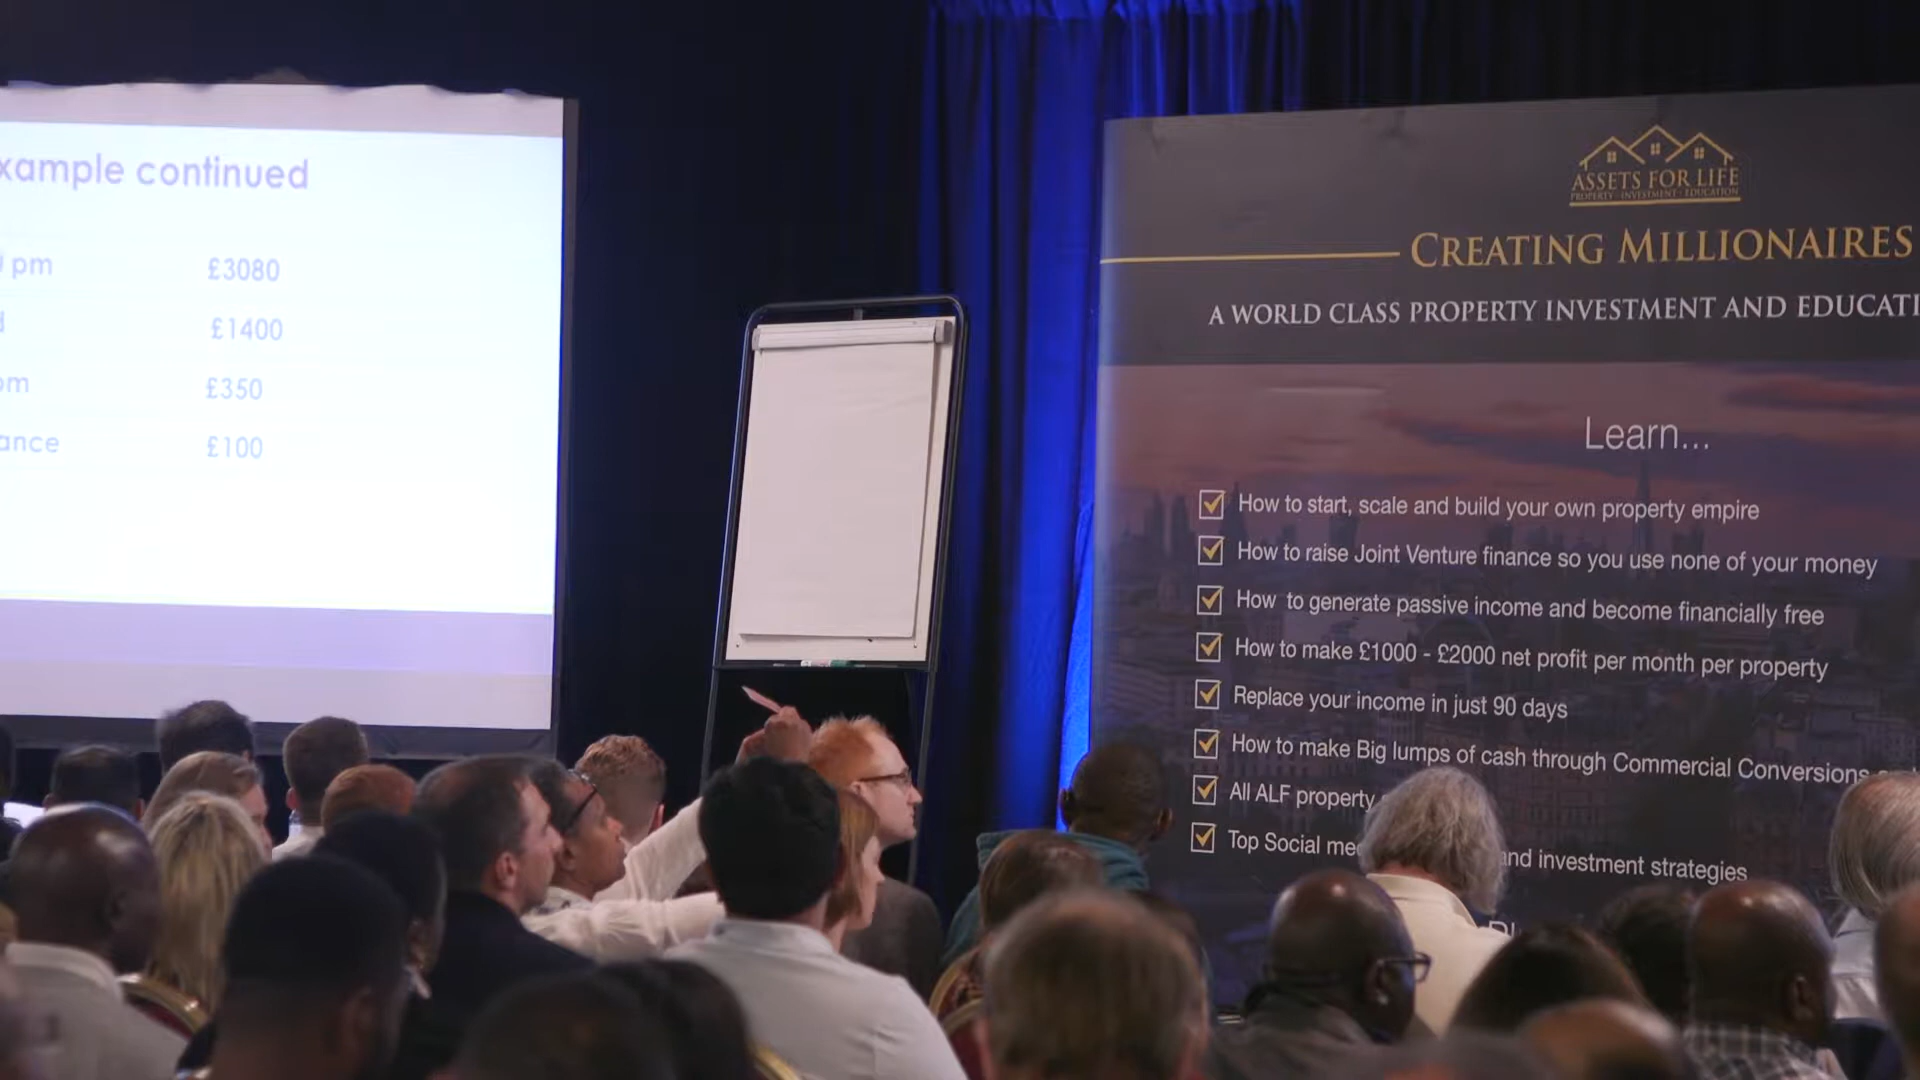 xample continued
pm £3080
£1400
om £350
ance £100
ASSETS FOR LIFE
PROPERTY · INVESTMENT · EDUCATION
CREATING MILLIONAIRES
A WORLD CLASS PROPERTY INVESTMENT AND EDUCATI
Learn...
How to start, scale and build your own property empire
How to raise Joint Venture finance so you use none of your money
How to generate passive income and become financially free
How to make £1000 - £2000 net profit per month per property
Replace your income in just 90 days
How to make Big lumps of cash through Commercial Conversions
All ALF property
Top Social me and investment strategies